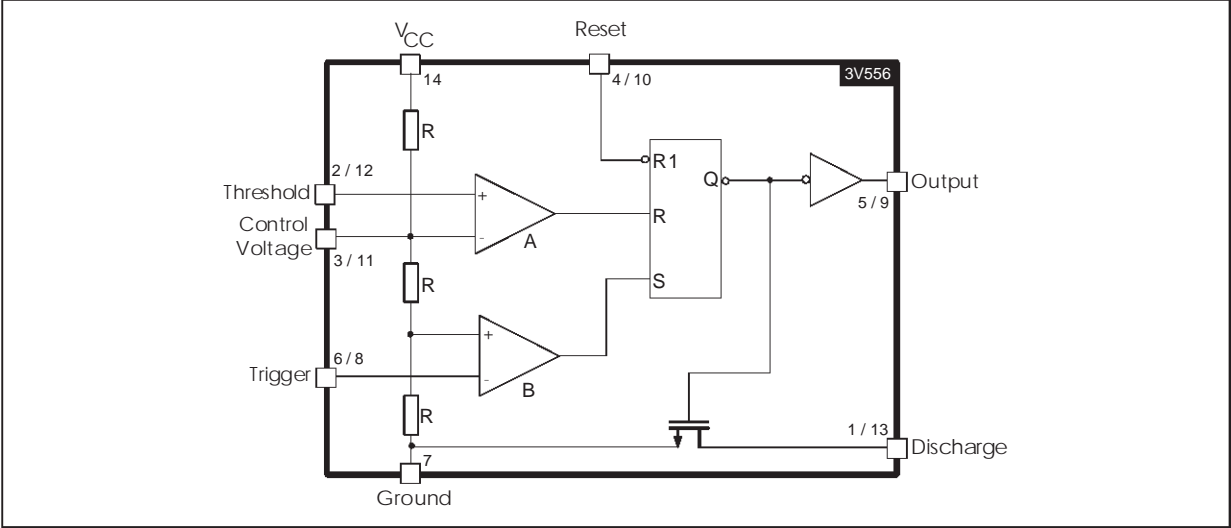 VCC
Reset
14
4 / 10
3V556
R
2 / 12
Threshold
+
R1
Q
Output
5 / 9
Control
Voltage
3 / 11
-
A
R
R
S
+
6 / 8
Trigger
-
B
R
1 / 13
Discharge
7
Ground